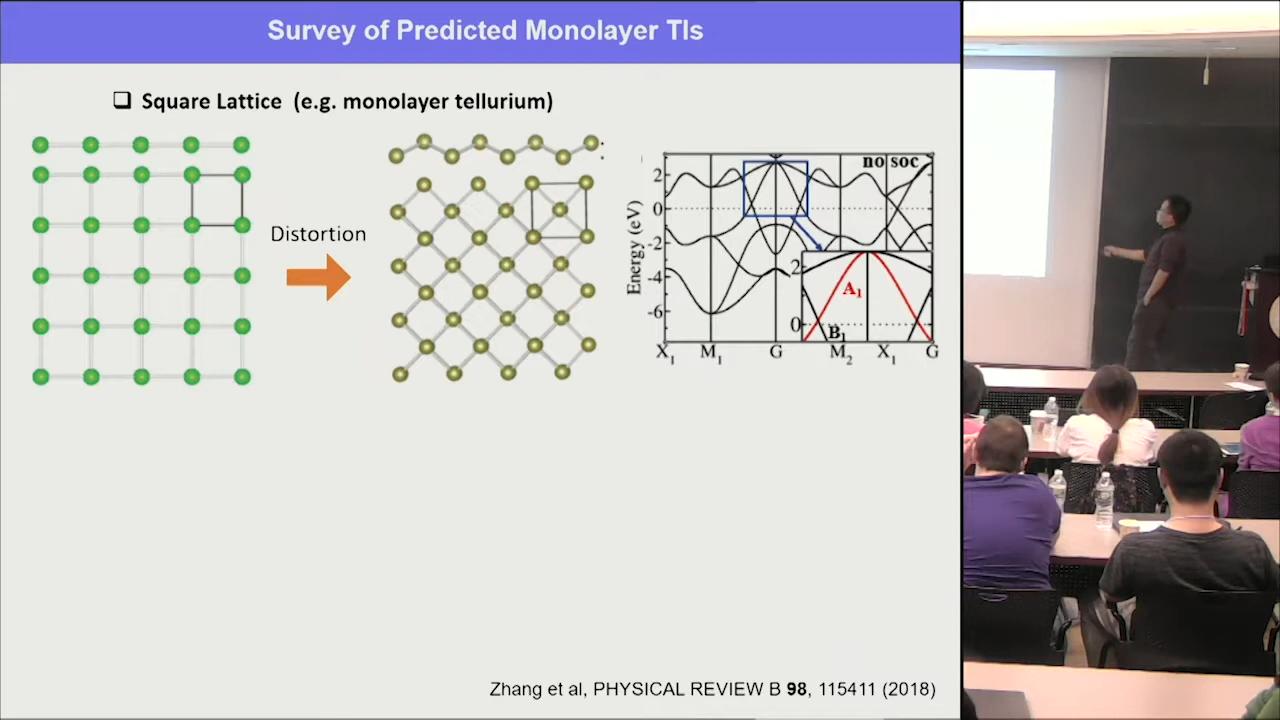 Survey of Predicted Monolayer TIs
❑ Square Lattice (e.g. monolayer tellurium)
Distortion
no soc
Energy (eV)
2
0
-2
-4
-6
2
0
A₁
B₁
X₁ M₁ G M₂ X₁ G
Zhang et al, PHYSICAL REVIEW B 98, 115411 (2018)